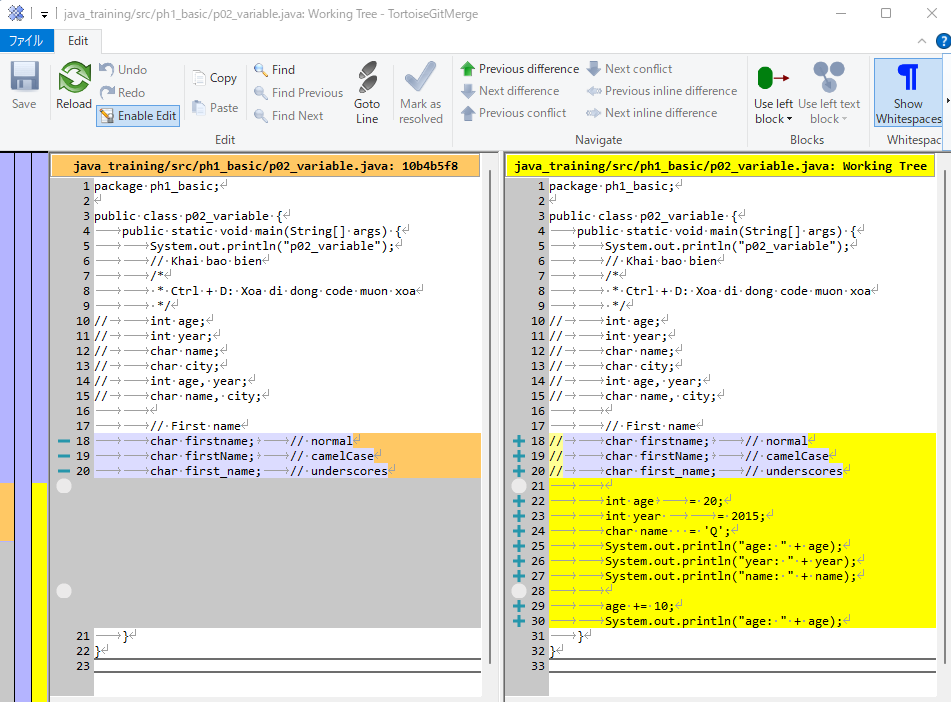 java_training/src/ph1_basic/p02_variable.java: Working Tree - TortoiseGitMerge
ファイル Edit
Save
Reload
Undo
Redo
Enable Edit
Copy
Paste
Find
Find Previous
Find Next
Goto Line
Mark as resolved
Edit
Previous difference
Next difference
Previous conflict
Next conflict
Previous inline difference
Next inline difference
Navigate
Use left block
Use left text block
Blocks
Show Whitespaces
Whitespac
java_training/src/ph1_basic/p02_variable.java: 10b4b5f8
1 package ph1_basic;
2
3 public class p02_variable {
4 public static void main(String[] args) {
5 System.out.println("p02_variable");
6 // Khai bao bien
7 /*
8 * Ctrl + D: Xoa di dong code muon xoa
9 */
10 // int age;
11 // int year;
12 // char name;
13 // char city;
14 // int age, year;
15 // char name, city;
16
17 // First name
18 char firstname; // normal
19 char firstName; // camelCase
20 char first_name; // underscores
21 }
22 }
23
java_training/src/ph1_basic/p02_variable.java: Working Tree
1 package ph1_basic;
2
3 public class p02_variable {
4 public static void main(String[] args) {
5 System.out.println("p02_variable");
6 // Khai bao bien
7 /*
8 * Ctrl + D: Xoa di dong code muon xoa
9 */
10 // int age;
11 // int year;
12 // char name;
13 // char city;
14 // int age, year;
15 // char name, city;
16
17 // First name
18 // char firstname; // normal
19 // char firstName; // camelCase
20 // char first_name; // underscores
21
22 int age = 20;
23 int year = 2015;
24 char name = 'Q';
25 System.out.println("age: " + age);
26 System.out.println("year: " + year);
27 System.out.println("name: " + name);
28
29 age += 10;
30 System.out.println("age: " + age);
31 }
32 }
33